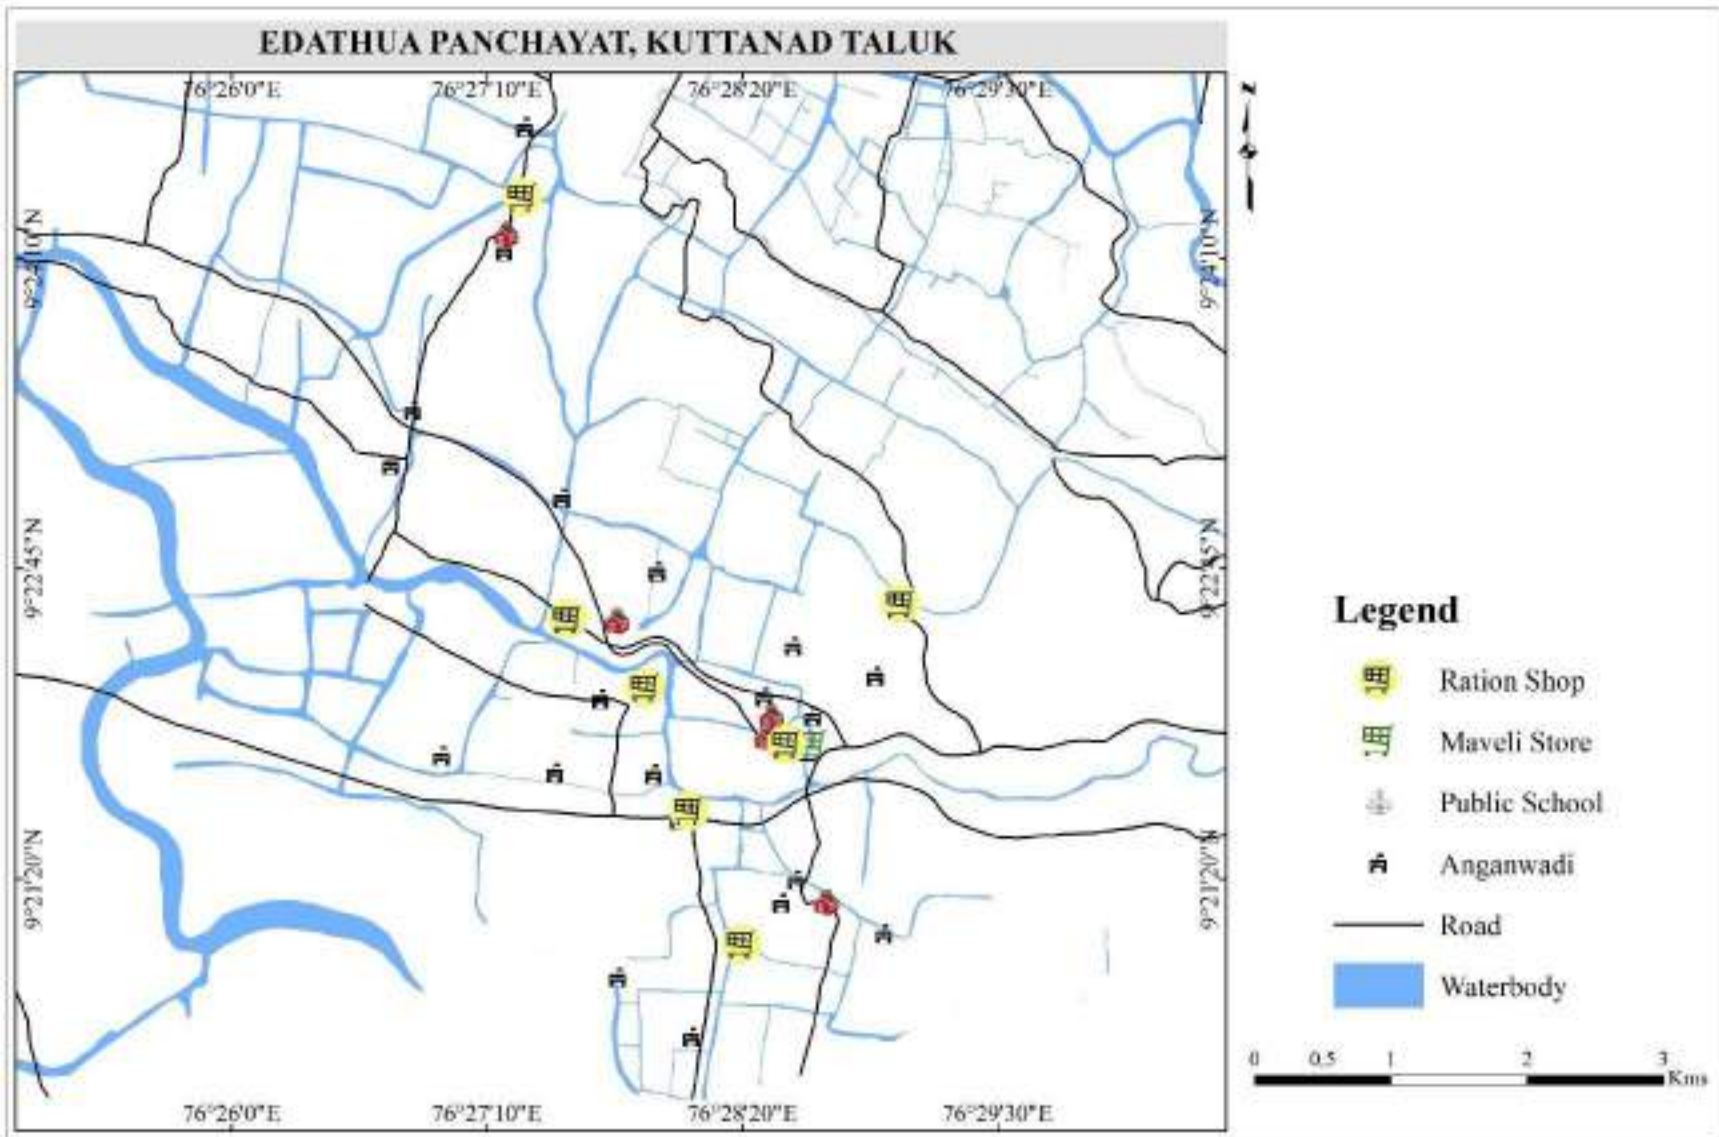 EDATHUA PANCHAYAT, KUTTANAD TALUK
76°26'0"E
76°27'10"E
76°28'20"E
76°29'30"E
9°24'10"N
9°24'10"N
9°22'45"N
9°22'45"N
9°21'20"N
9°21'20"N
76°26'0"E
76°27'10"E
76°28'20"E
76°29'30"E
N
Legend
Ration Shop
Maveli Store
Public School
Anganwadi
Road
Waterbody
0 0.5 1 2 3
Kms